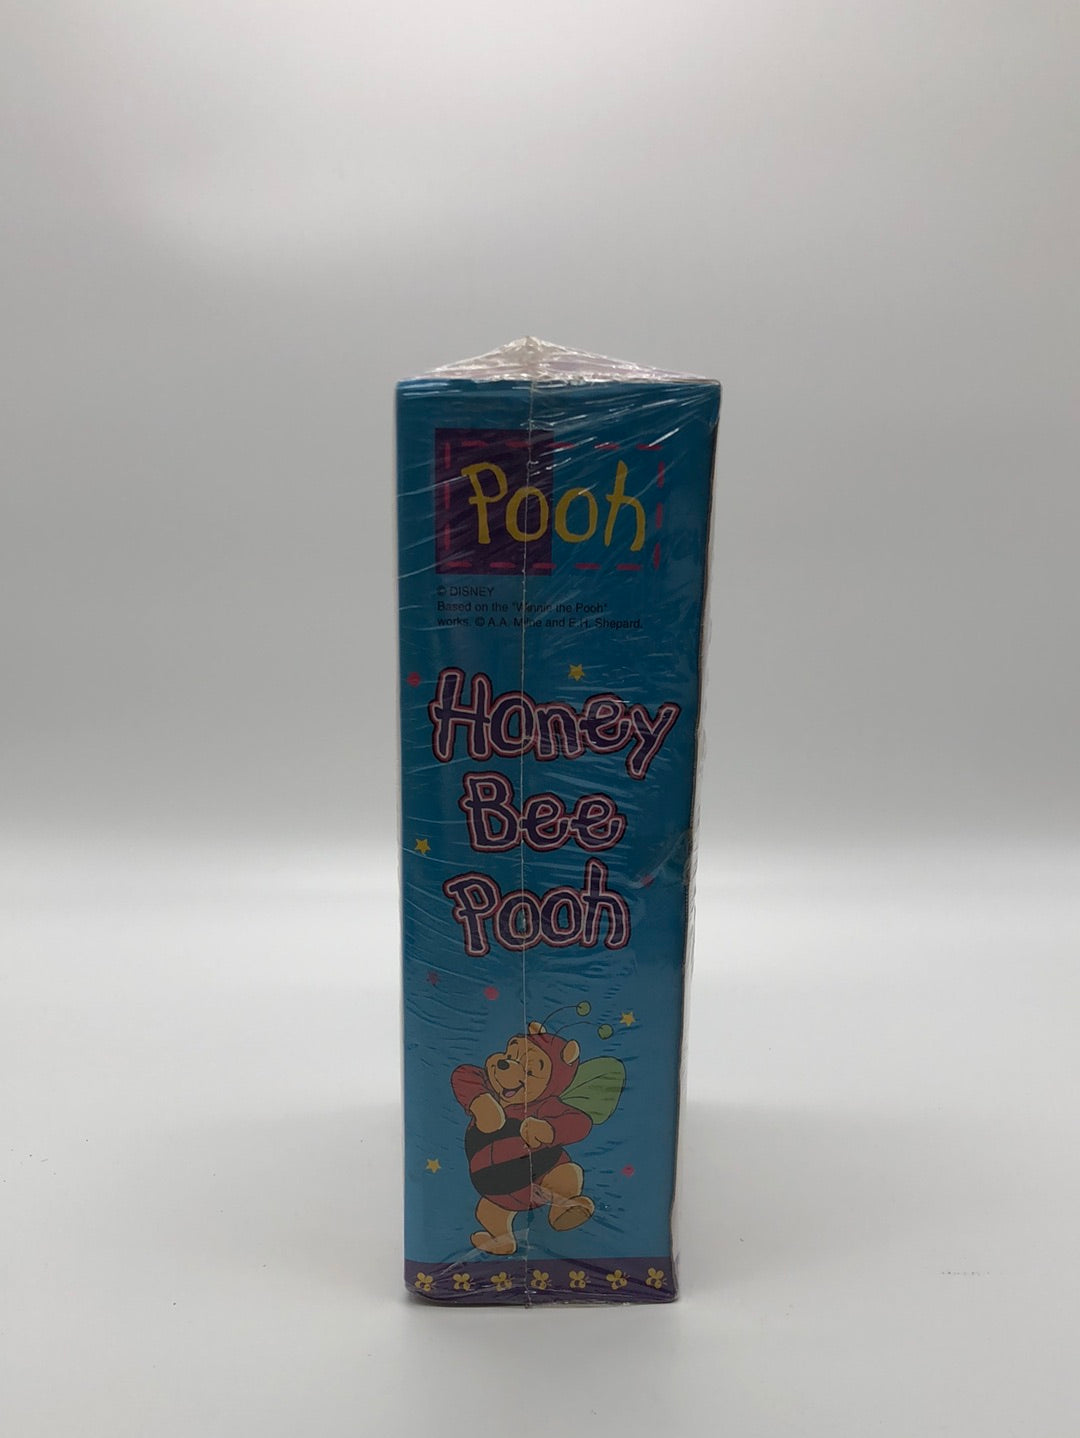 Pooh
© DISNEY
Based on the "Winnie the Pooh"
works. © A.A. Milne and E.H. Shepard.
Honey
Bee
Pooh